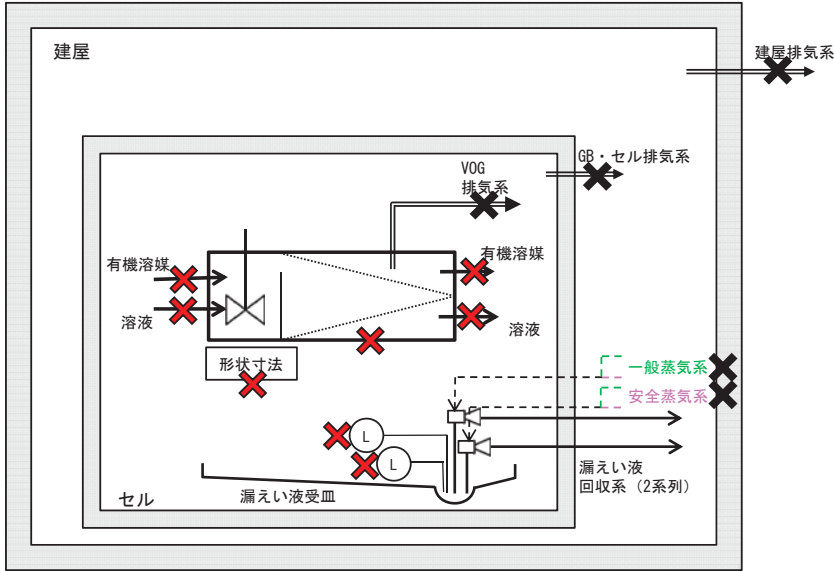 建屋
建屋排気系
GB・セル排気系
VOG
排気系
有機溶媒
溶液
有機溶媒
溶液
形状寸法
一般蒸気系
安全蒸気系
L
L
漏えい液
回収系（2系列）
漏えい液受皿
セル